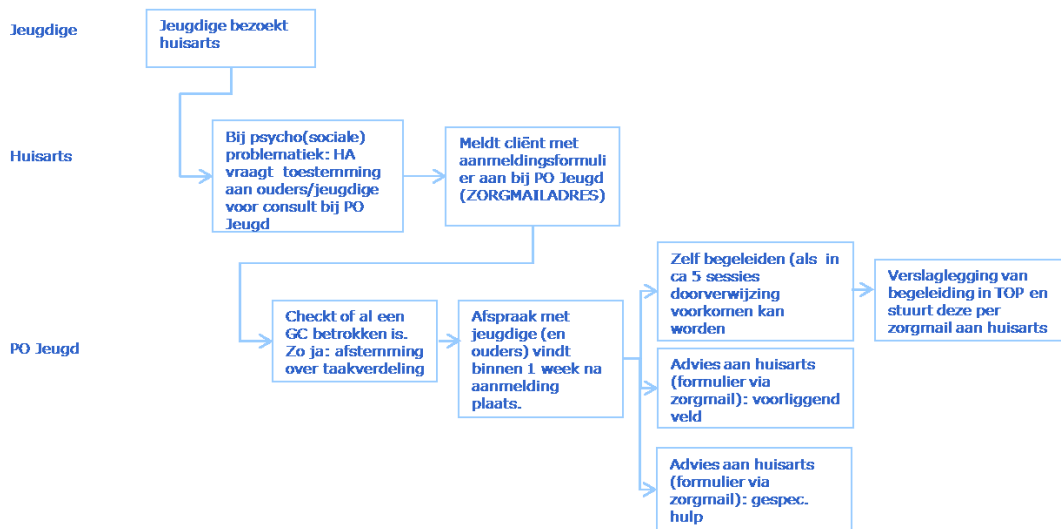 Jeugdige
Jeugdige bezoekt
huisarts
Huisarts
Bij psycho(sociale)
problematiek: HA
vraagt toestemming
aan ouders/jeugdige
voor consult bij PO
Jeugd
Meldt cliënt met
aanmeldingsformuli
er aan bij PO Jeugd
(ZORGMAILADRES)
PO Jeugd
Checkt of al een
GC betrokken is.
Zo ja: afstemming
over taakverdeling
Afspraak met
jeugdige (en
ouders) vindt
binnen 1 week na
aanmelding
plaats.
Zelf begeleiden (als in
ca 5 sessies
doorverwijzing
voorkomen kan
worden
Verslaglegging van
begeleiding in TOP en
stuurt deze per
zorgmail aan huisarts
Advies aan huisarts
(formulier via
zorgmail): voorliggend
veld
Advies aan huisarts
(formulier via
zorgmail): gespec.
hulp